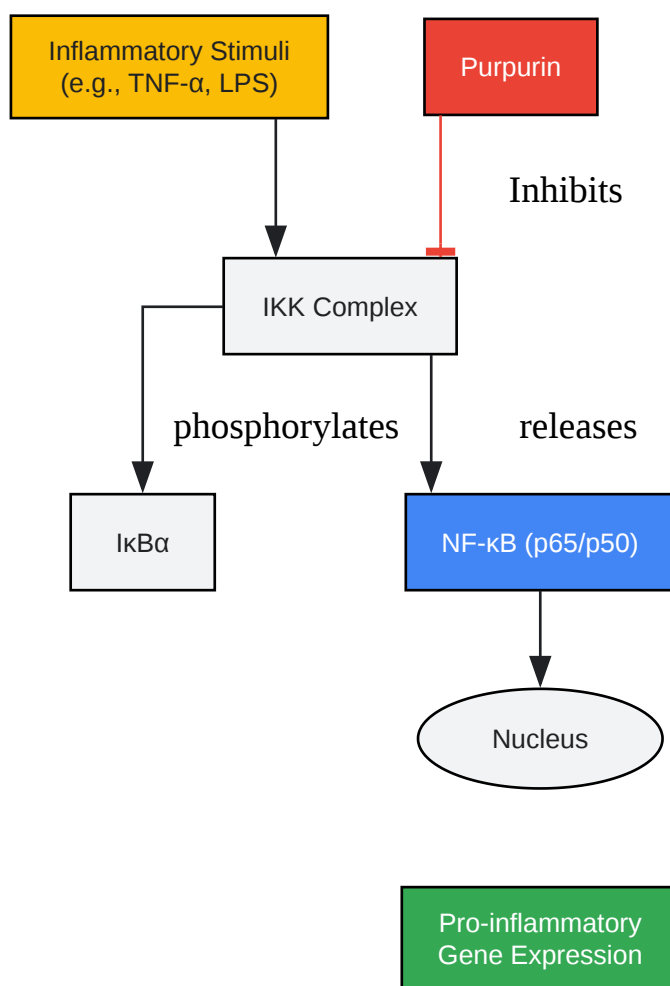 Inflammatory Stimuli
(e.g., TNF-α, LPS)
Purpurin
Inhibits
IKK Complex
phosphorylates
releases
IκBα
NF-κB (p65/p50)
Nucleus
Pro-inflammatory
Gene Expression